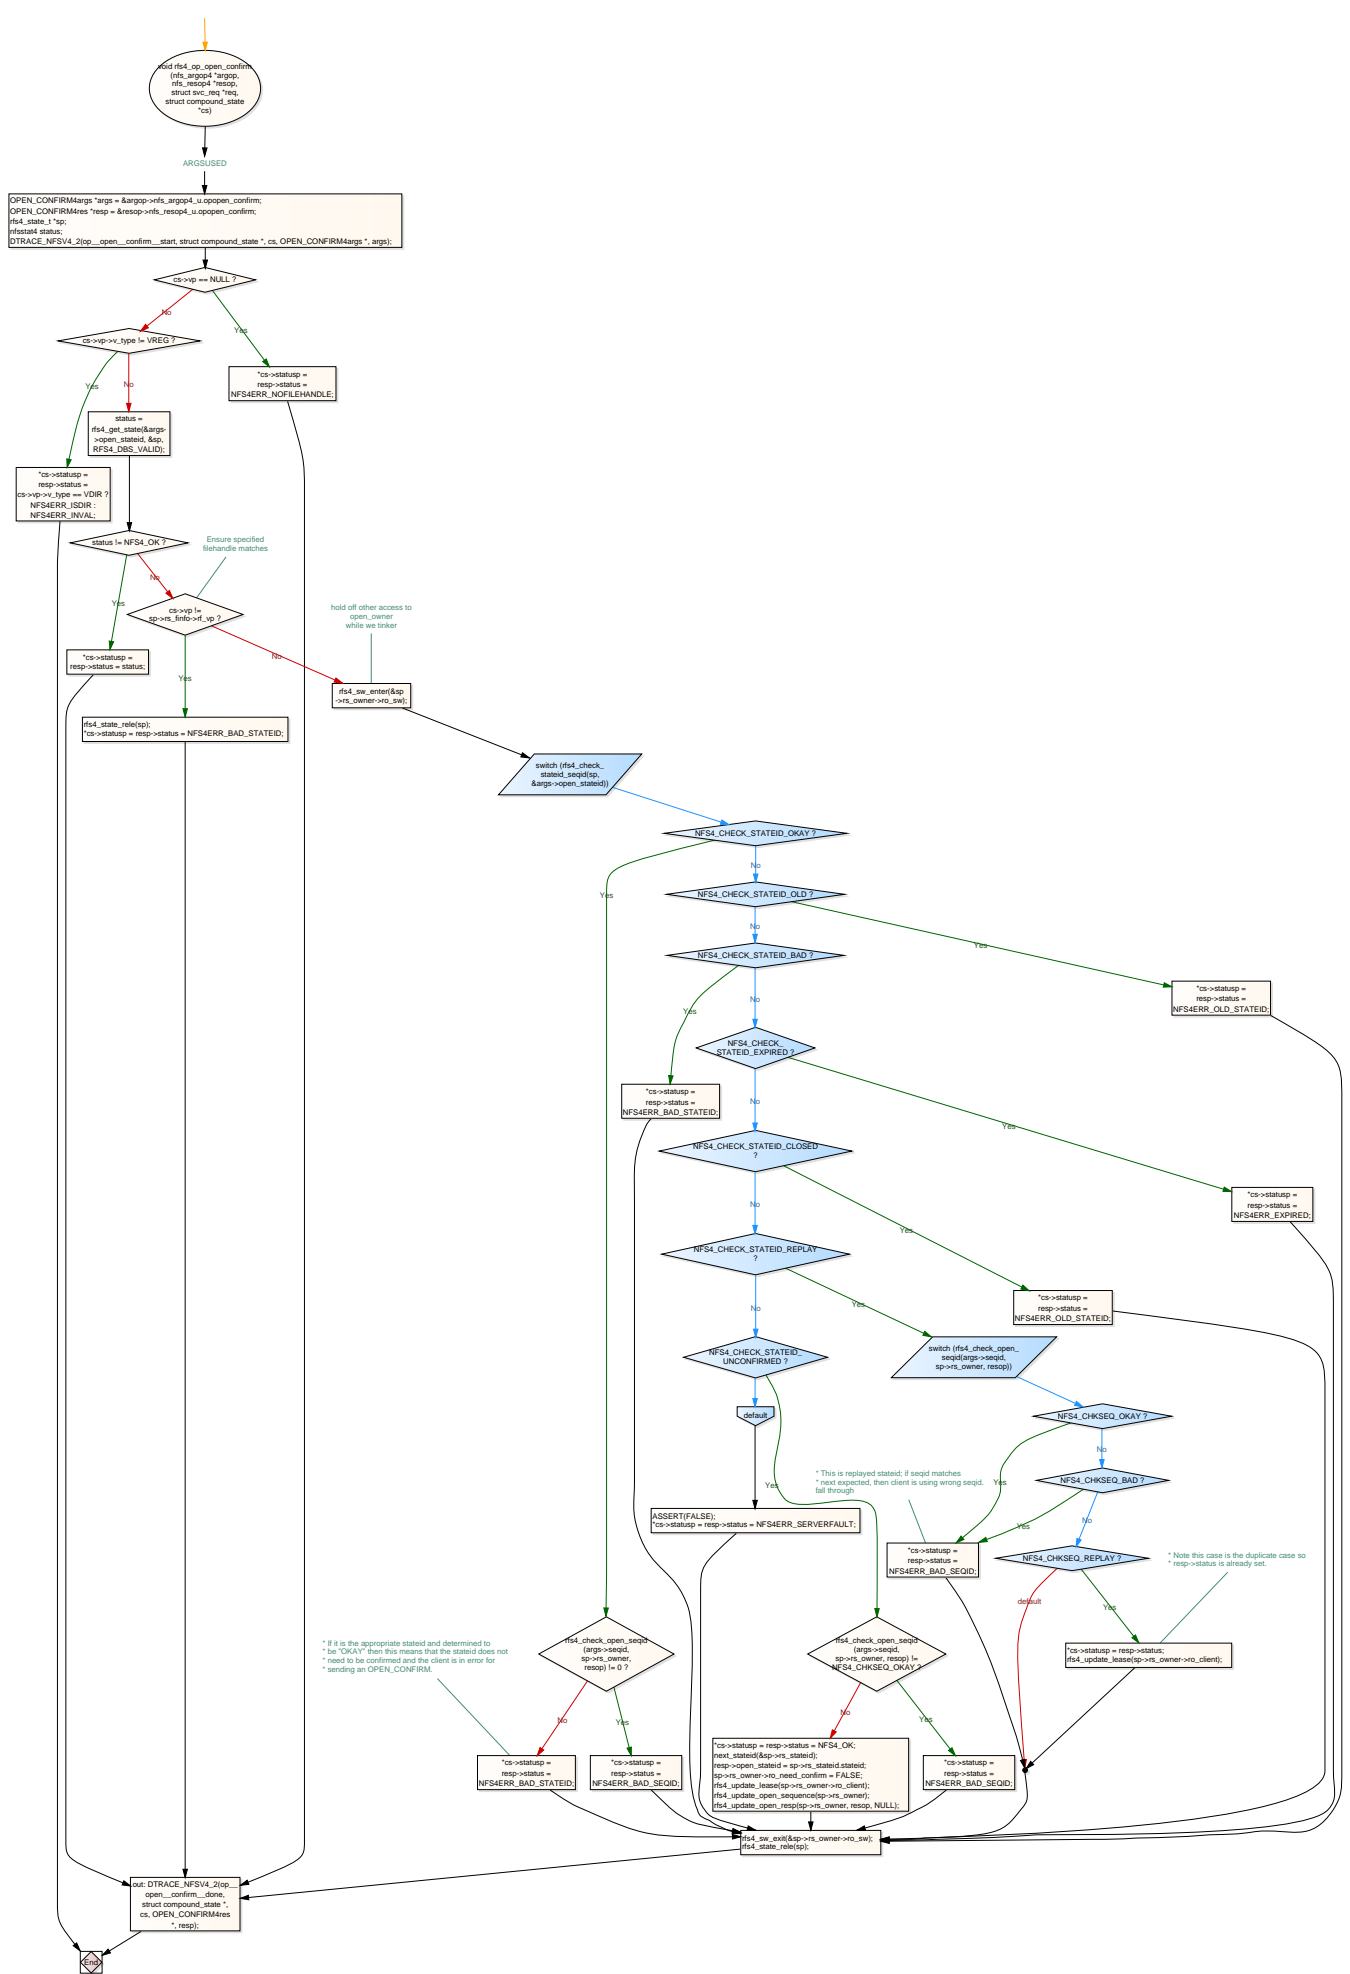 void rfs4_op_open_confirm
(nfs_argop4 *argop,
nfs_resop4 *resop,
struct svc_req *req,
struct compound_state
*cs)
ARGSUSED
OPEN_CONFIRM4args *args = &argop->nfs_argop4_u.opopen_confirm;
OPEN_CONFIRM4res *resp = &resop->nfs_resop4_u.opopen_confirm;
rfs4_state_t *sp;
nfsstat4 status;
DTRACE_NFSV4_2(op__open__confirm__start, struct compound_state *, cs, OPEN_CONFIRM4args *, args);
cs->vp == NULL ?
No
Yes
cs->vp->v_type != VREG ?
Yes
No
*cs->statusp =
resp->status =
NFS4ERR_NOFILEHANDLE;
status =
rfs4_get_state(&args-
>open_stateid, &sp,
RFS4_DBS_VALID);
*cs->statusp =
resp->status =
cs->vp->v_type == VDIR ?
NFS4ERR_ISDIR :
NFS4ERR_INVAL;
status != NFS4_OK ?
Ensure specified
filehandle matches
No
Yes
cs->vp !=
sp->rs_finfo->rf_vp ?
hold off other access to
open_owner
while we tinker
No
Yes
*cs->statusp =
resp->status = status;
rfs4_sw_enter(&sp
->rs_owner->ro_sw);
rfs4_state_rele(sp);
*cs->statusp = resp->status = NFS4ERR_BAD_STATEID;
switch (rfs4_check_
stateid_seqid(sp,
&args->open_stateid))
NFS4_CHECK_STATEID_OKAY ?
No
Yes
NFS4_CHECK_STATEID_OLD ?
No
Yes
NFS4_CHECK_STATEID_BAD ?
No
Yes
*cs->statusp =
resp->status =
NFS4ERR_OLD_STATEID;
NFS4_CHECK_
STATEID_EXPIRED ?
*cs->statusp =
resp->status =
NFS4ERR_BAD_STATEID;
No
Yes
NFS4_CHECK_STATEID_CLOSED
?
No
Yes
*cs->statusp =
resp->status =
NFS4ERR_EXPIRED;
NFS4_CHECK_STATEID_REPLAY
?
No
Yes
*cs->statusp =
resp->status =
NFS4ERR_OLD_STATEID;
NFS4_CHECK_STATEID_
UNCONFIRMED ?
switch (rfs4_check_open_
seqid(args->seqid,
sp->rs_owner, resop))
default
NFS4_CHKSEQ_OKAY ?
No
Yes
* This is replayed stateid; if seqid matches
* next expected, then client is using wrong seqid.
fall through
NFS4_CHKSEQ_BAD ?
Yes
No
Yes
ASSERT(FALSE);
*cs->statusp = resp->status = NFS4ERR_SERVERFAULT;
*cs->statusp =
resp->status =
NFS4ERR_BAD_SEQID;
NFS4_CHKSEQ_REPLAY ?
* Note this case is the duplicate case so
* resp->status is already set.
default
Yes
* If it is the appropriate stateid and determined to
* be "OKAY" then this means that the stateid does not
* need to be confirmed and the client is in error for
* sending an OPEN_CONFIRM.
rfs4_check_open_seqid
(args->seqid,
sp->rs_owner,
resop) != 0 ?
rfs4_check_open_seqid
(args->seqid,
sp->rs_owner, resop) !=
NFS4_CHKSEQ_OKAY ?
*cs->statusp = resp->status;
rfs4_update_lease(sp->rs_owner->ro_client);
No
Yes
No
Yes
*cs->statusp =
resp->status =
NFS4ERR_BAD_STATEID;
*cs->statusp =
resp->status =
NFS4ERR_BAD_SEQID;
*cs->statusp = resp->status = NFS4_OK;
next_stateid(&sp->rs_stateid);
resp->open_stateid = sp->rs_stateid.stateid;
sp->rs_owner->ro_need_confirm = FALSE;
rfs4_update_lease(sp->rs_owner->ro_client);
rfs4_update_open_sequence(sp->rs_owner);
rfs4_update_open_resp(sp->rs_owner, resop, NULL);
*cs->statusp =
resp->status =
NFS4ERR_BAD_SEQID;
rfs4_sw_exit(&sp->rs_owner->ro_sw);
rfs4_state_rele(sp);
out: DTRACE_NFSV4_2(op__
open__confirm__done,
struct compound_state *,
cs, OPEN_CONFIRM4res
*, resp);
End